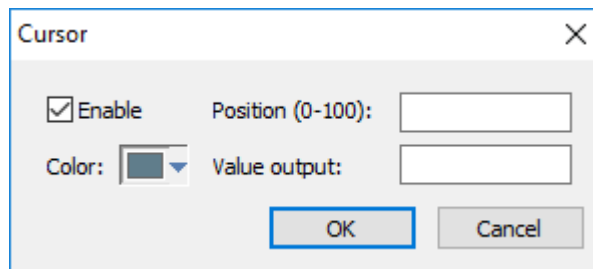 Cursor
Enable Position (0-100):
Color: Value output:
OK Cancel